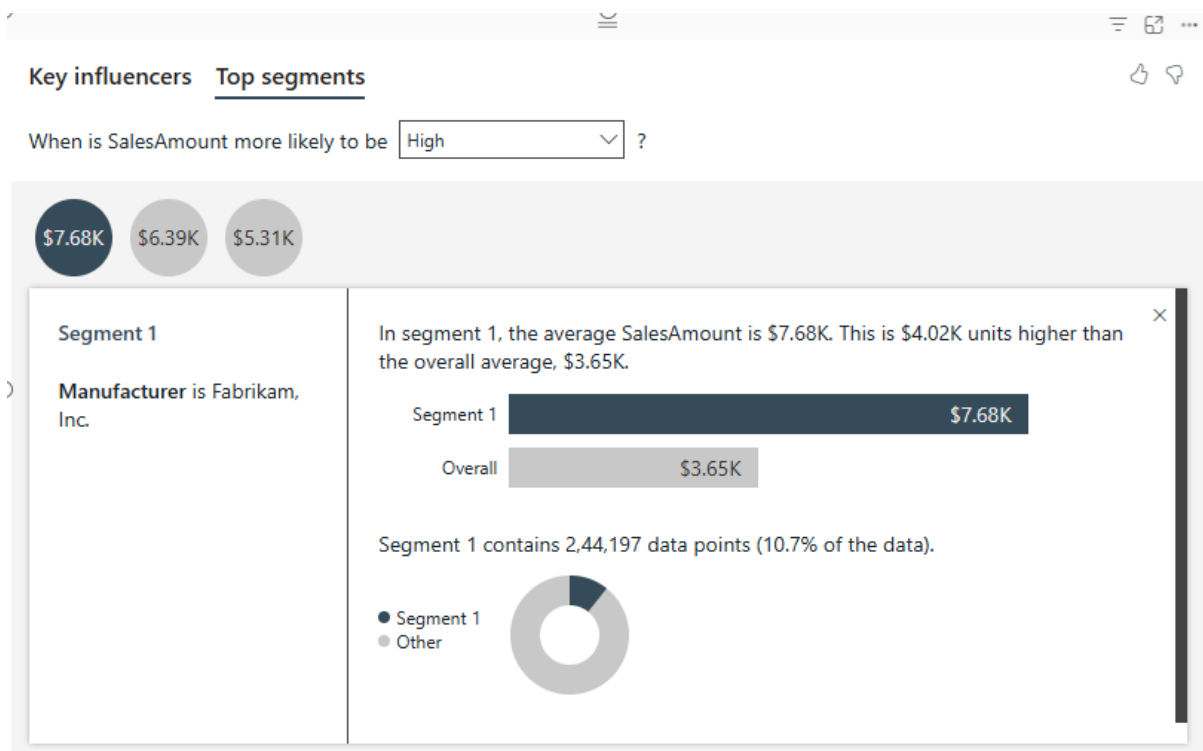 Key influencers Top segments
When is SalesAmount more likely to be High ?
$7.68K $6.39K $5.31K
Segment 1
Manufacturer is Fabrikam,
Inc.
In segment 1, the average SalesAmount is $7.68K. This is $4.02K units higher than
the overall average, $3.65K.
Segment 1 $7.68K
Overall $3.65K
Segment 1 contains 2,44,197 data points (10.7% of the data).
Segment 1
Other